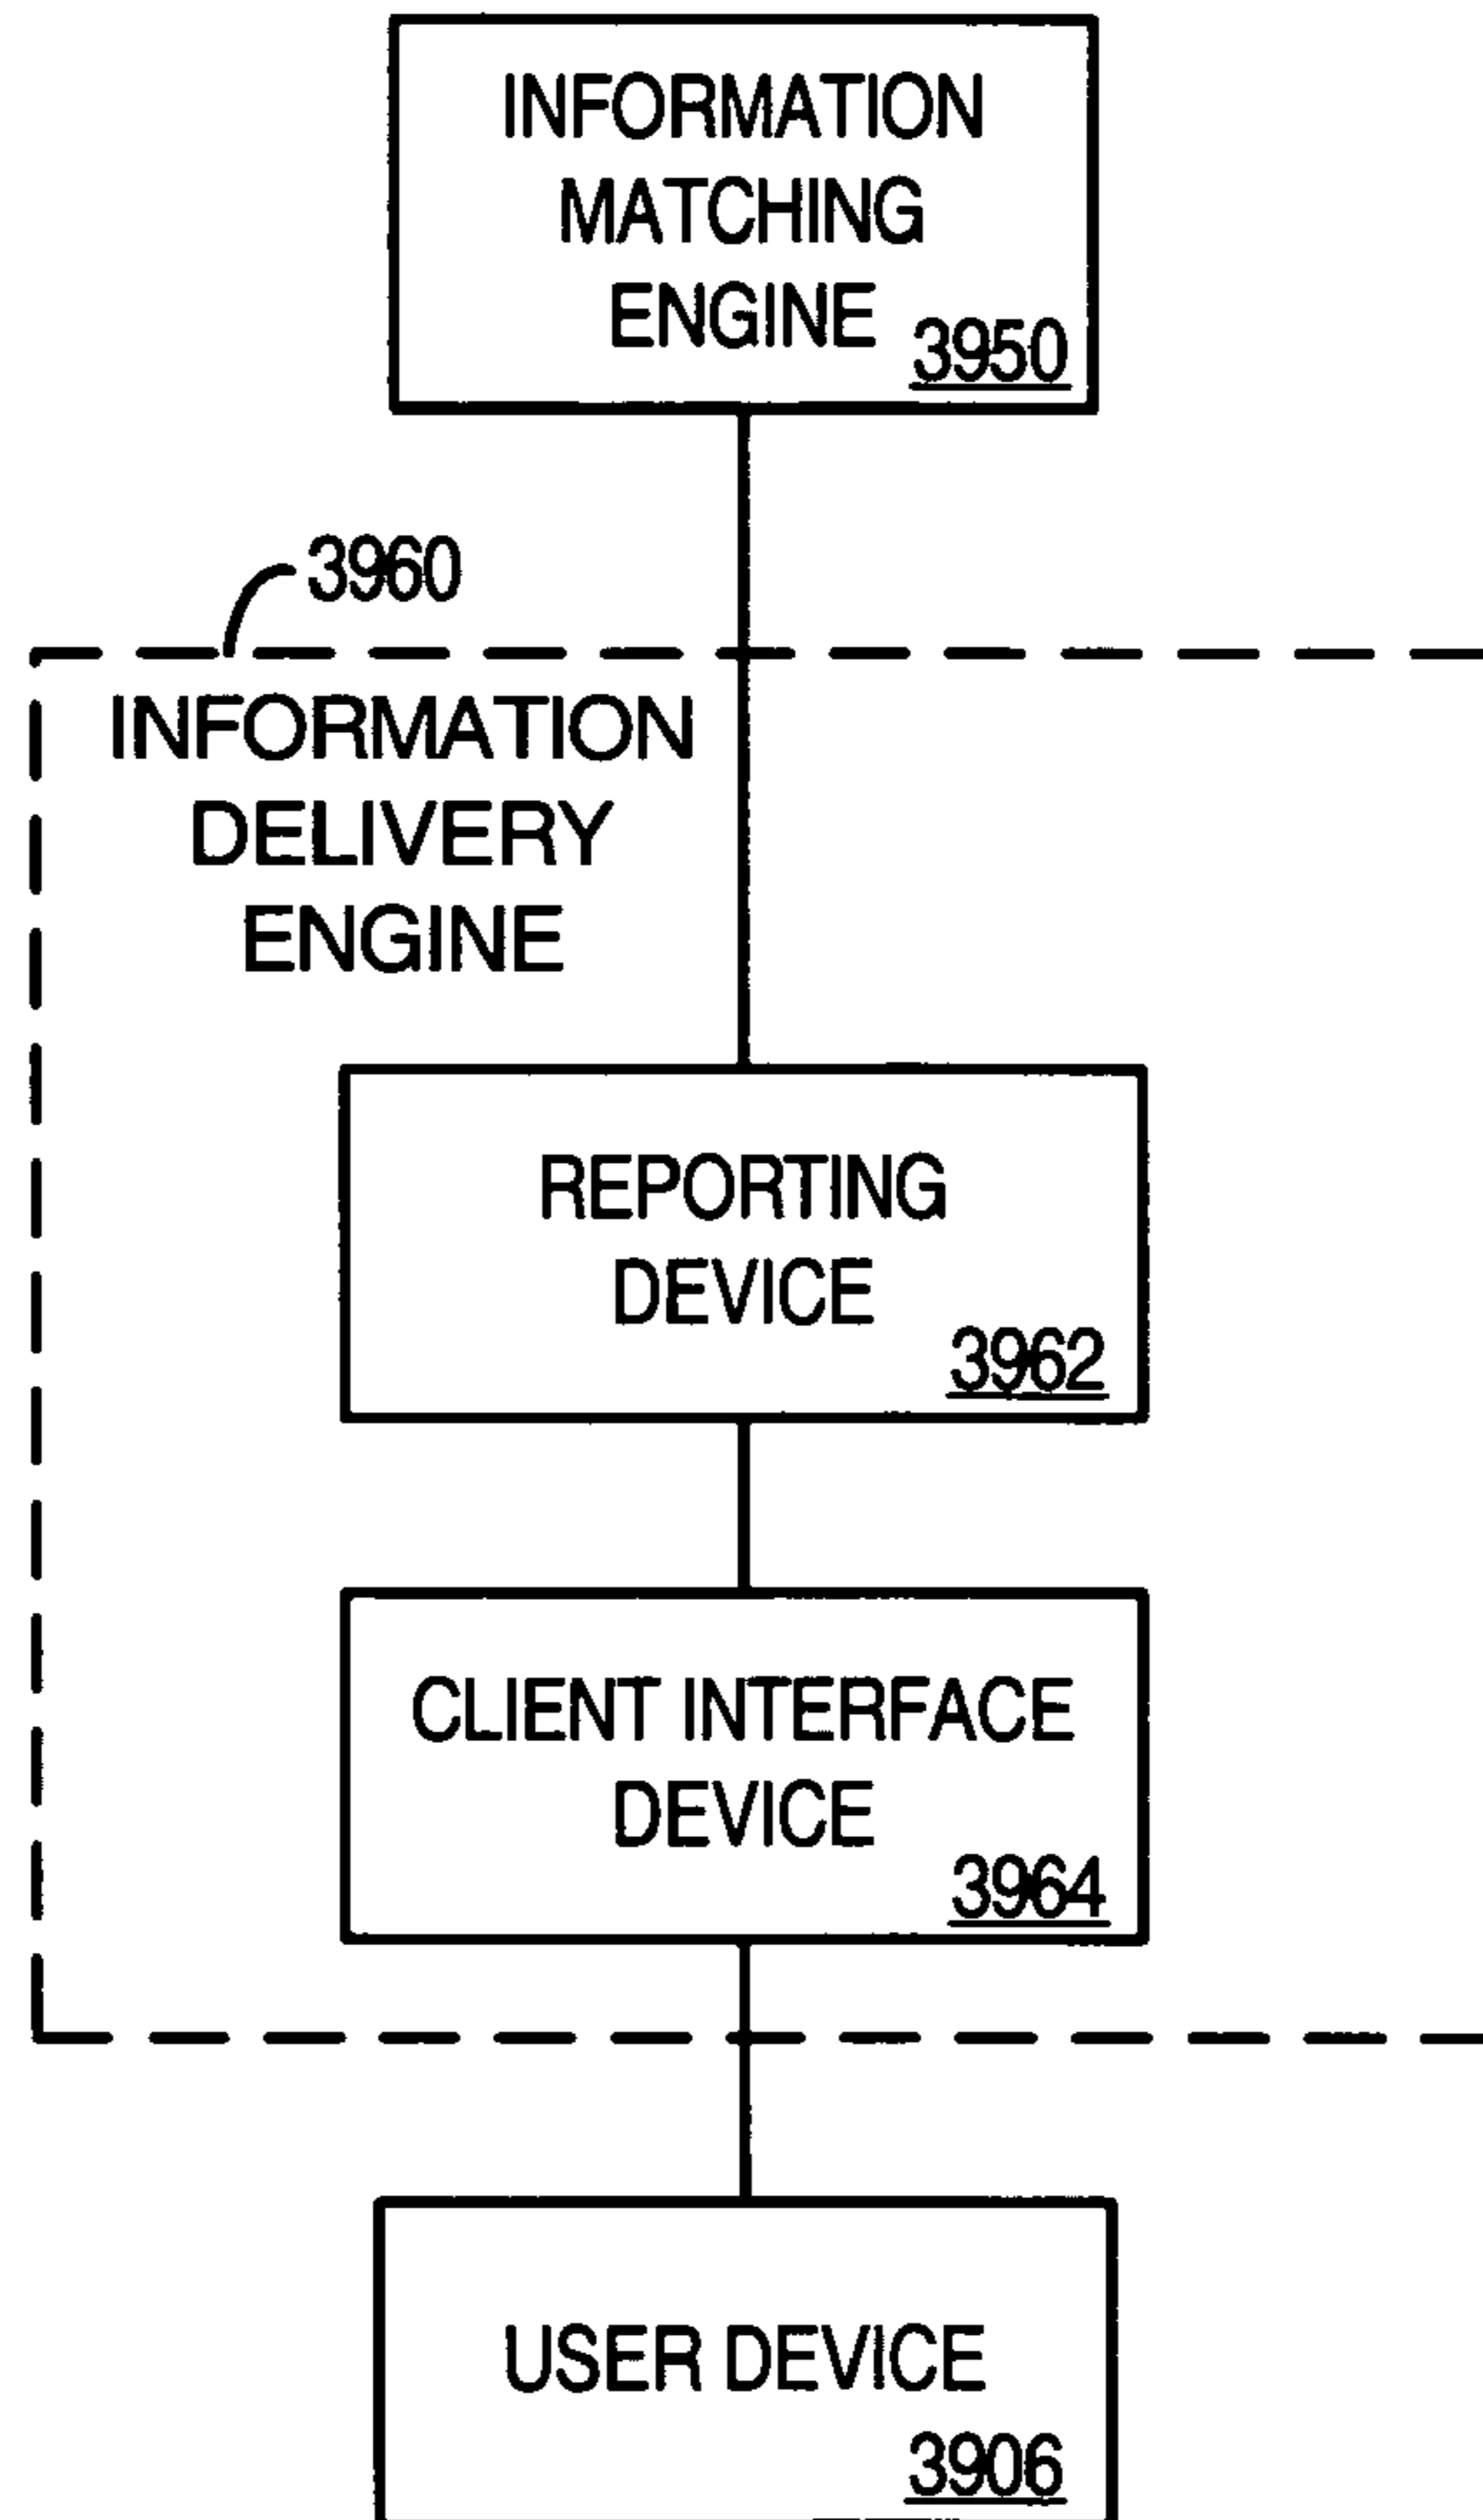 INFORMATION
MATCHING
ENGINE
3950
3960
INFORMATION
DELIVERY
ENGINE
REPORTING
DEVICE
3962
CLIENT INTERFACE
DEVICE
3964
USER DEVICE
3906